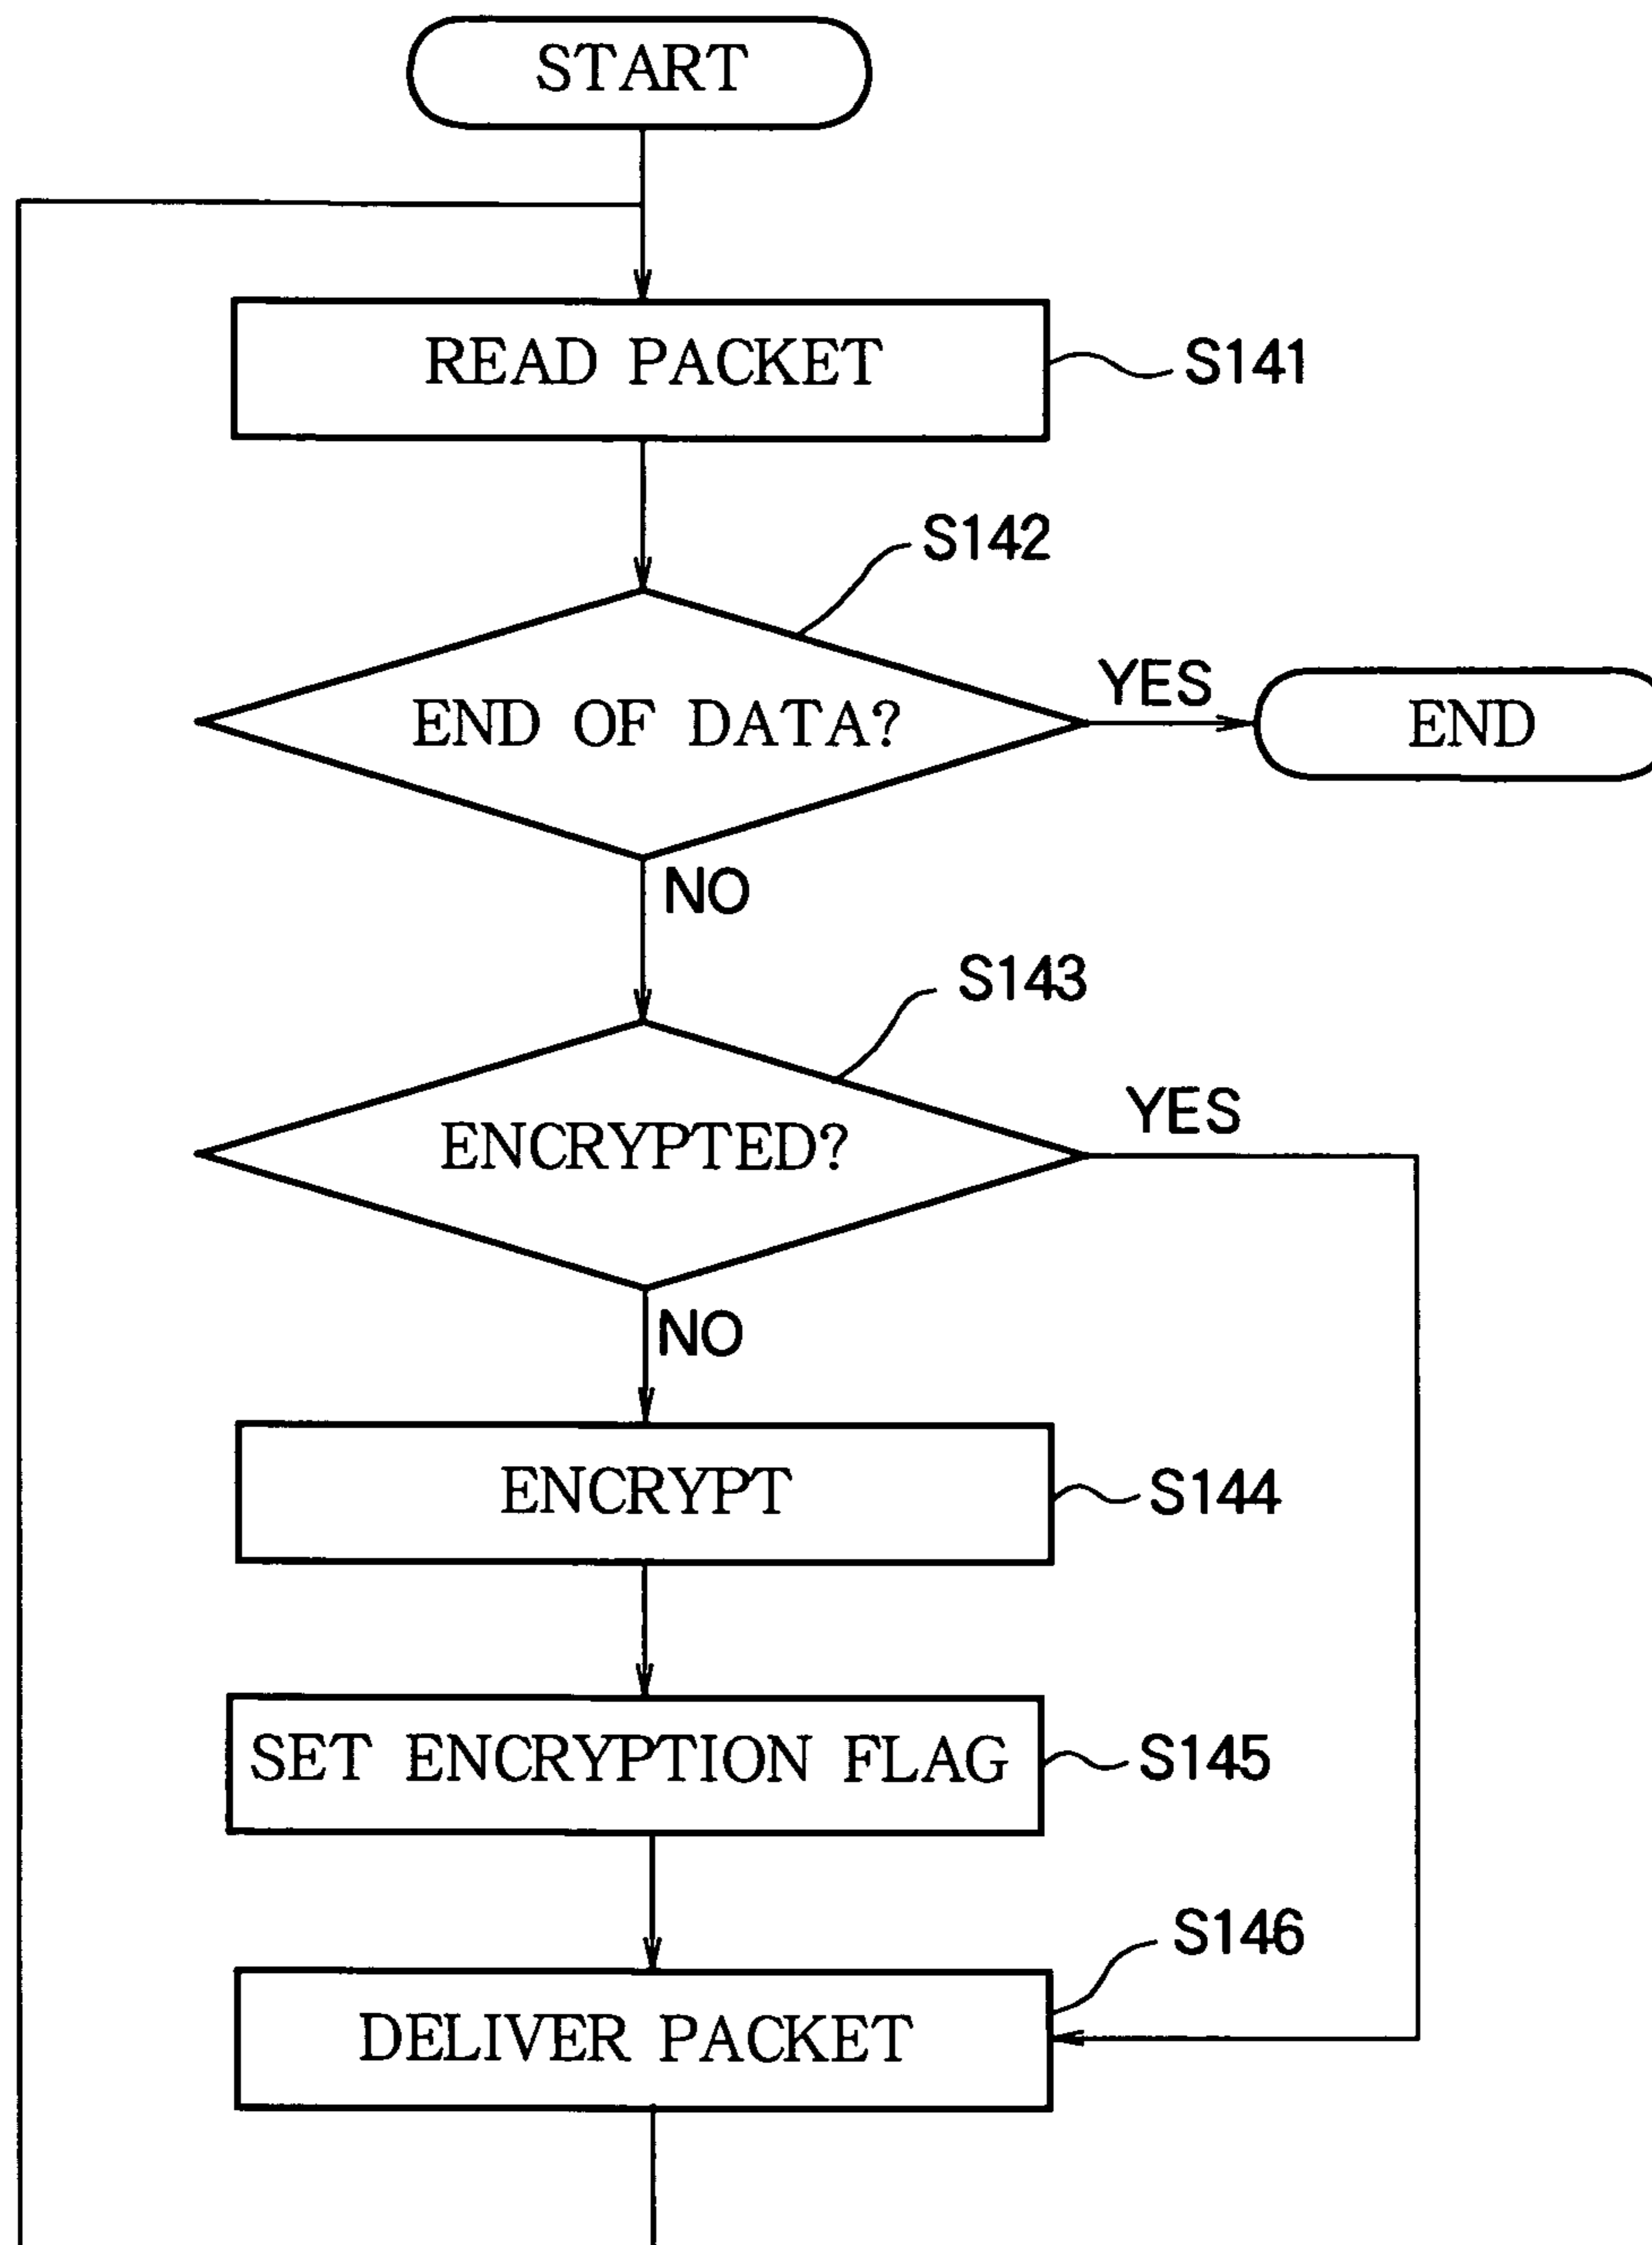 START
READ PACKET
S141
S142
END OF DATA?
YES
END
NO
S143
ENCRYPTED?
YES
NO
ENCRYPT
S144
SET ENCRYPTION FLAG
S145
S146
DELIVER PACKET